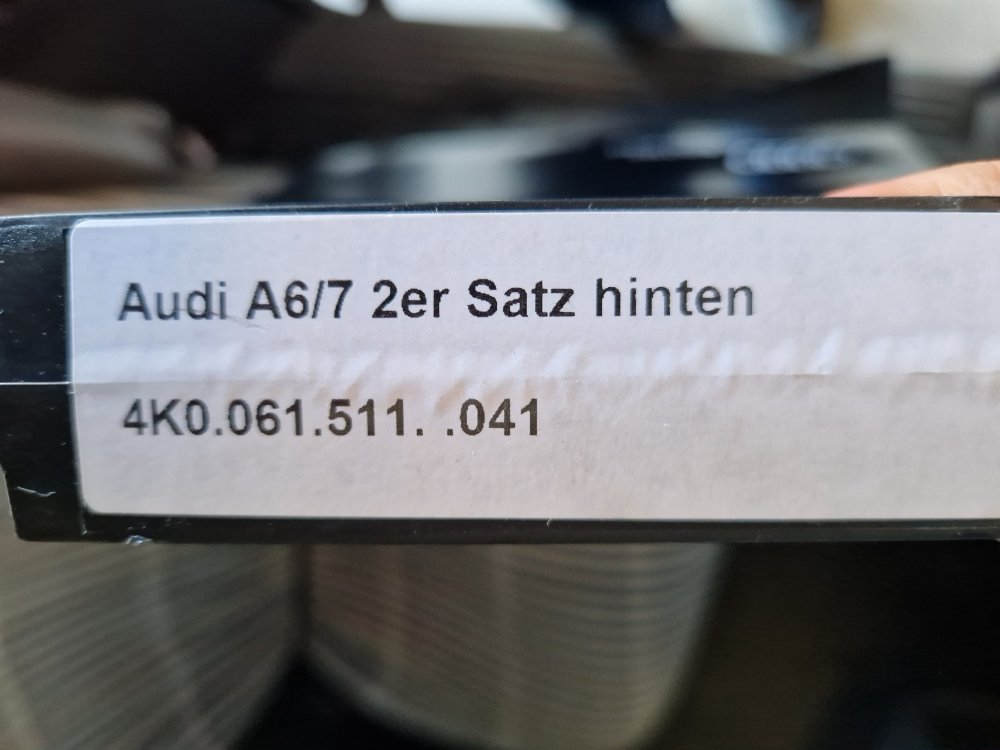 Audi A6/7 2er Satz hinten
4K0.061.511. .041